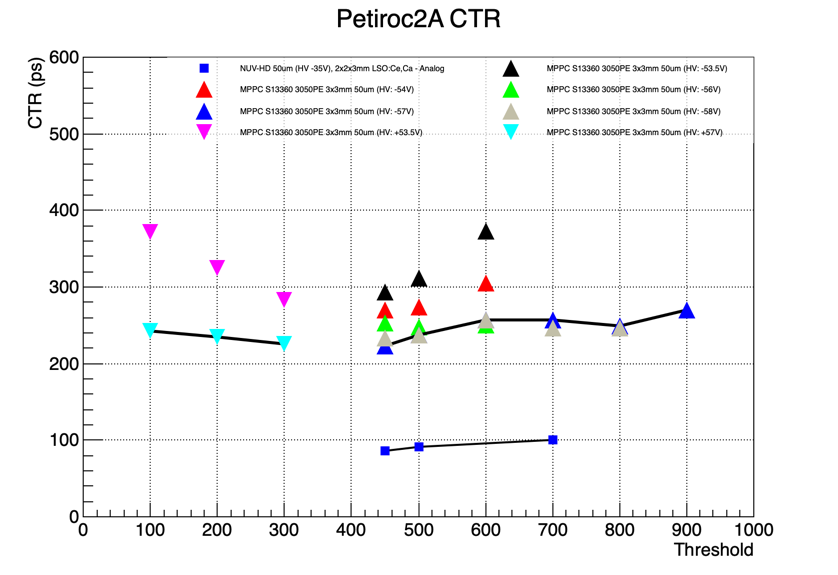 Petiroc2A CTR
CTR (ps)
600
500
400
300
200
100
0
NUV-HD 50um (HV -35V), 2x2x3mm LSO:Ce,Ca - Analog
MPPC S13360 3050PE 3x3mm 50um (HV: -53.5V)
MPPC S13360 3050PE 3x3mm 50um (HV: -54V)
MPPC S13360 3050PE 3x3mm 50um (HV: -56V)
MPPC S13360 3050PE 3x3mm 50um (HV: -57V)
MPPC S13360 3050PE 3x3mm 50um (HV: -58V)
MPPC S13360 3050PE 3x3mm 50um (HV: +53.5V)
MPPC S13360 3050PE 3x3mm 50um (HV: +57V)
0 100 200 300 400 500 600 700 800 900 1000
Threshold